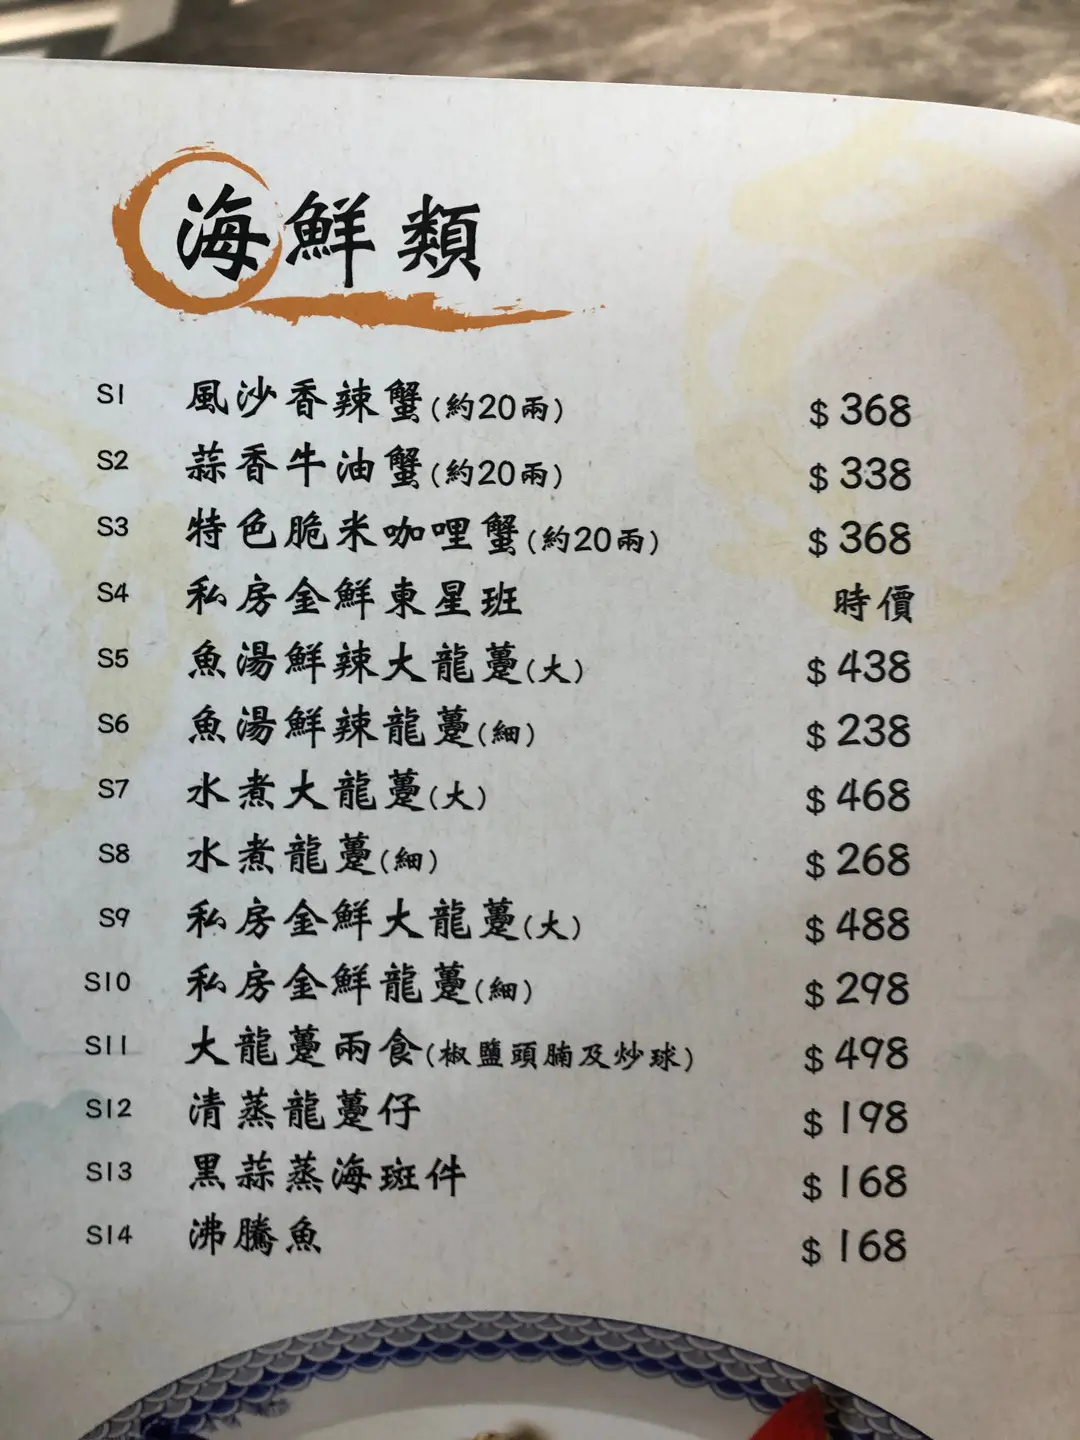 海鮮類
S1 風沙香辣蟹(約20兩) $368
S2 蒜香牛油蟹(約20兩) $338
S3 特色脆米咖哩蟹(約20兩) $368
S4 私房金鮮東星班 時價
S5 魚湯鮮辣大龍躉(大) $438
S6 魚湯鮮辣龍躉(細) $238
S7 水煮大龍躉(大) $468
S8 水煮龍躉(細) $268
S9 私房金鮮大龍躉(大) $488
S10 私房金鮮龍躉(細) $298
S11 大龍躉兩食(椒鹽頭腩及炒球) $498
S12 清蒸龍躉仔 $198
S13 黑蒜蒸海斑件 $168
S14 沸騰魚 $168